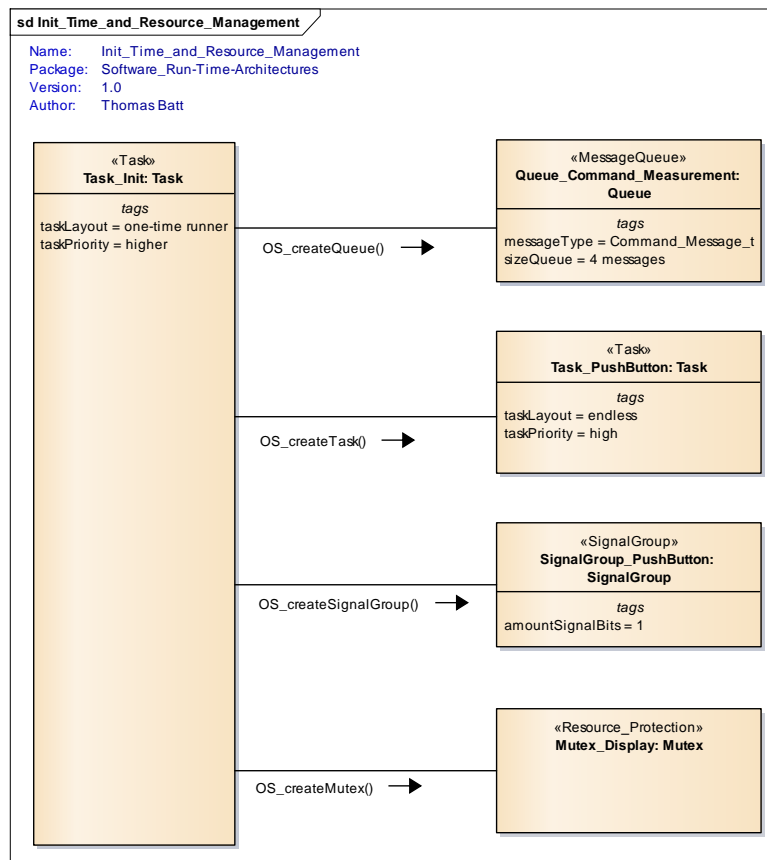 sd Init_Time_and_Resource_Management
Name: Init_Time_and_Resource_Management
Package: Software_Run-Time-Architectures
Version: 1.0
Author: Thomas Batt
«Task»
Task_Init: Task
tags
taskLayout = one-time runner
taskPriority = higher
OS_createQueue()
«MessageQueue»
Queue_Command_Measurement:
Queue
tags
messageType = Command_Message_t
sizeQueue = 4 messages
OS_createTask()
«Task»
Task_PushButton: Task
tags
taskLayout = endless
taskPriority = high
OS_createSignalGroup()
«SignalGroup»
SignalGroup_PushButton:
SignalGroup
tags
amountSignalBits = 1
OS_createMutex()
«Resource_Protection»
Mutex_Display: Mutex